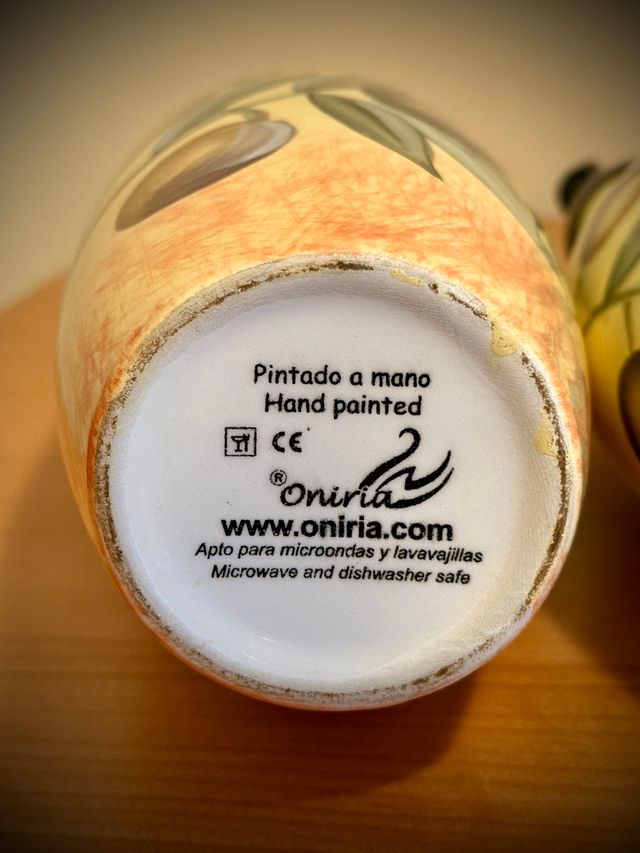 Pintado a mano
Hand painted
CE
® Oniria
www.oniria.com
Apto para microondas y lavavajillas
Microwave and dishwasher safe